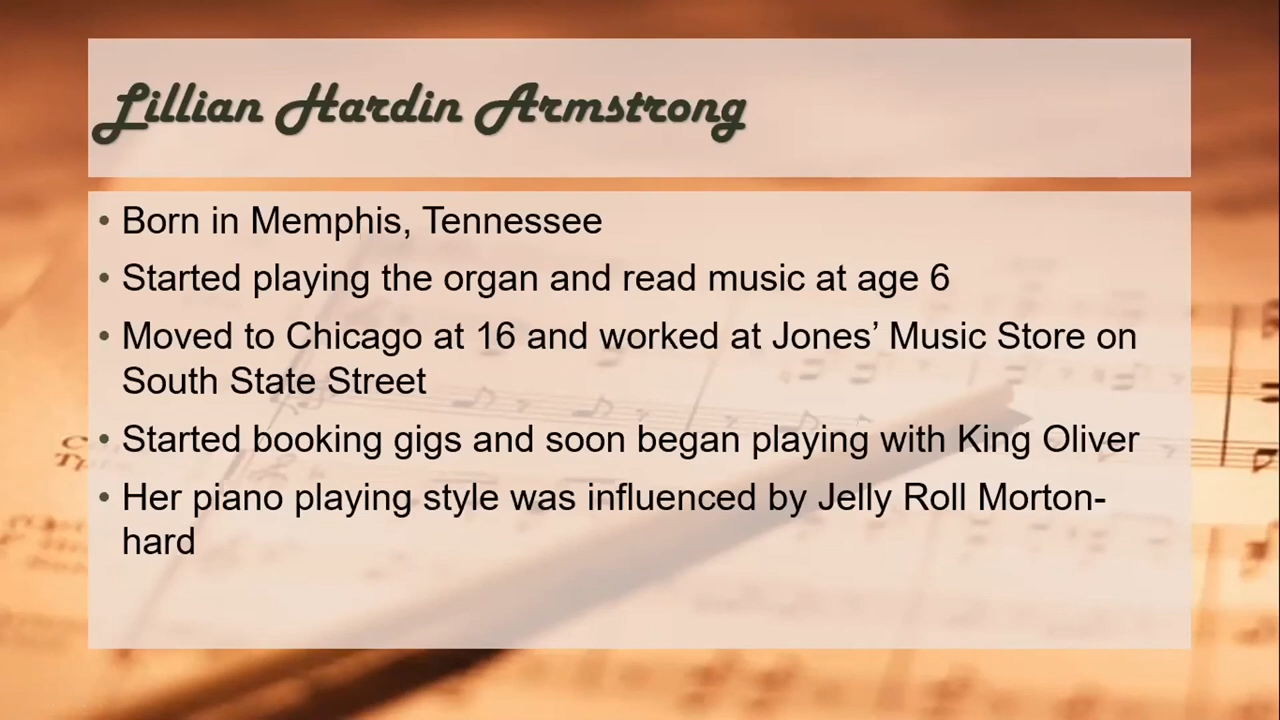 Lillian Hardin Armstrong
• Born in Memphis, Tennessee
• Started playing the organ and read music at age 6
• Moved to Chicago at 16 and worked at Jones’ Music Store on
South State Street
• Started booking gigs and soon began playing with King Oliver
• Her piano playing style was influenced by Jelly Roll Morton-
hard